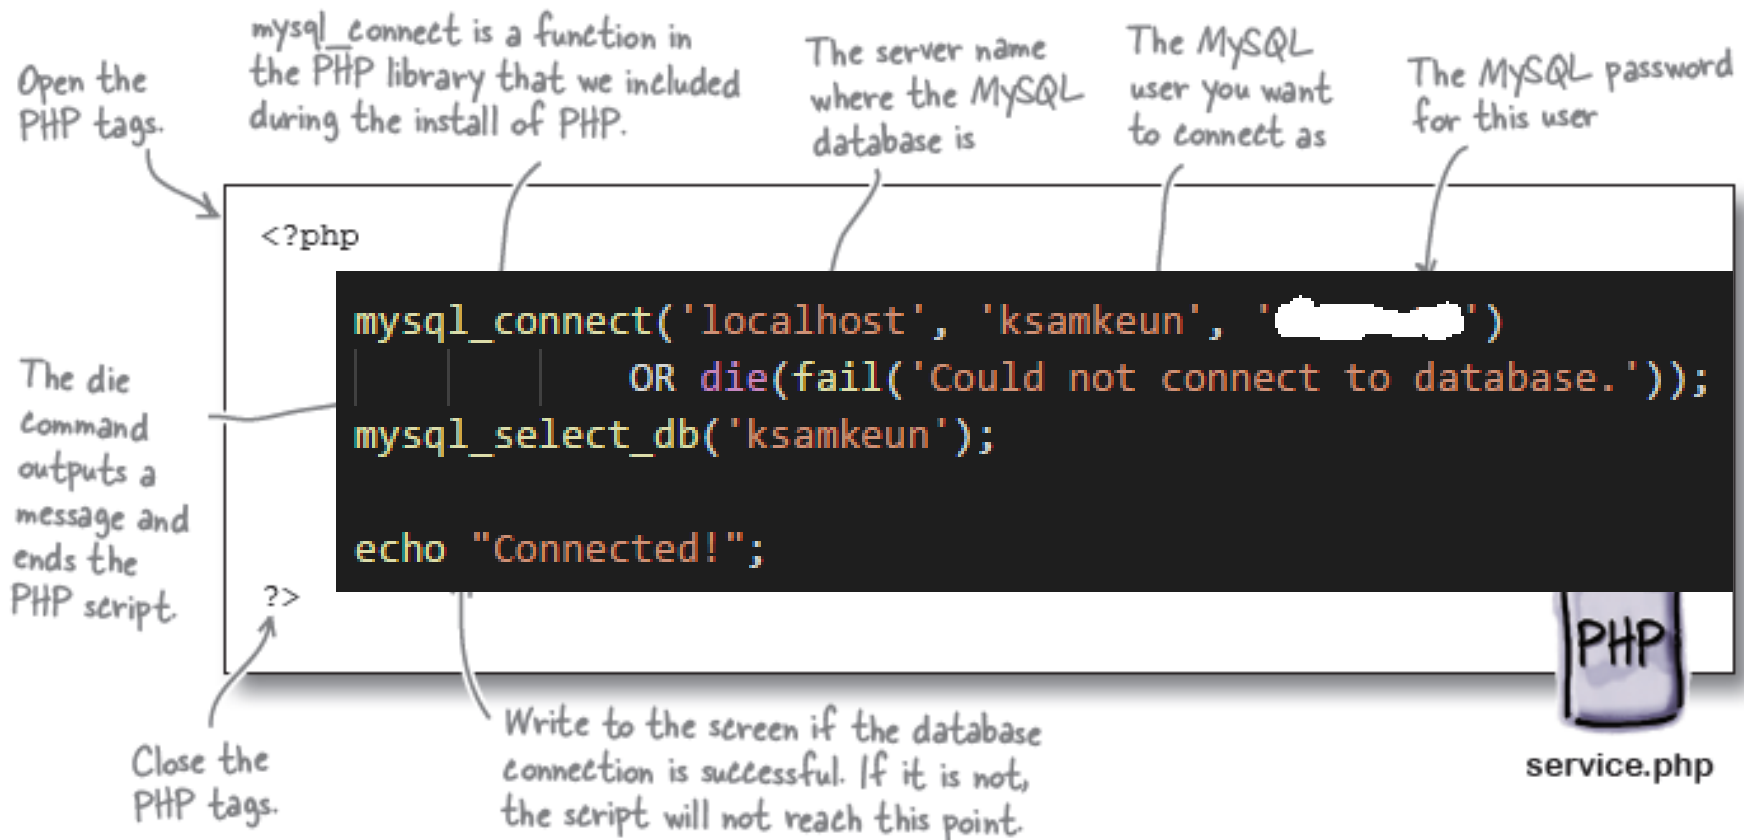 Open the
PHP tags.
mysql_connect is a function in
the PHP library that we included
during the install of PHP.
The server name
where the MySQL
database is
The MySQL
user you want
to connect as
The MySQL password
for this user
<?php
mysql_connect('localhost', 'ksamkeun', '')
OR die(fail('Could not connect to database.'));
mysql_select_db('ksamkeun');
echo "Connected!";
?>
The die
command
outputs a
message and
ends the
PHP script.
Close the
PHP tags.
Write to the screen if the database
connection is successful. If it is not,
the script will not reach this point.
PHP
service.php